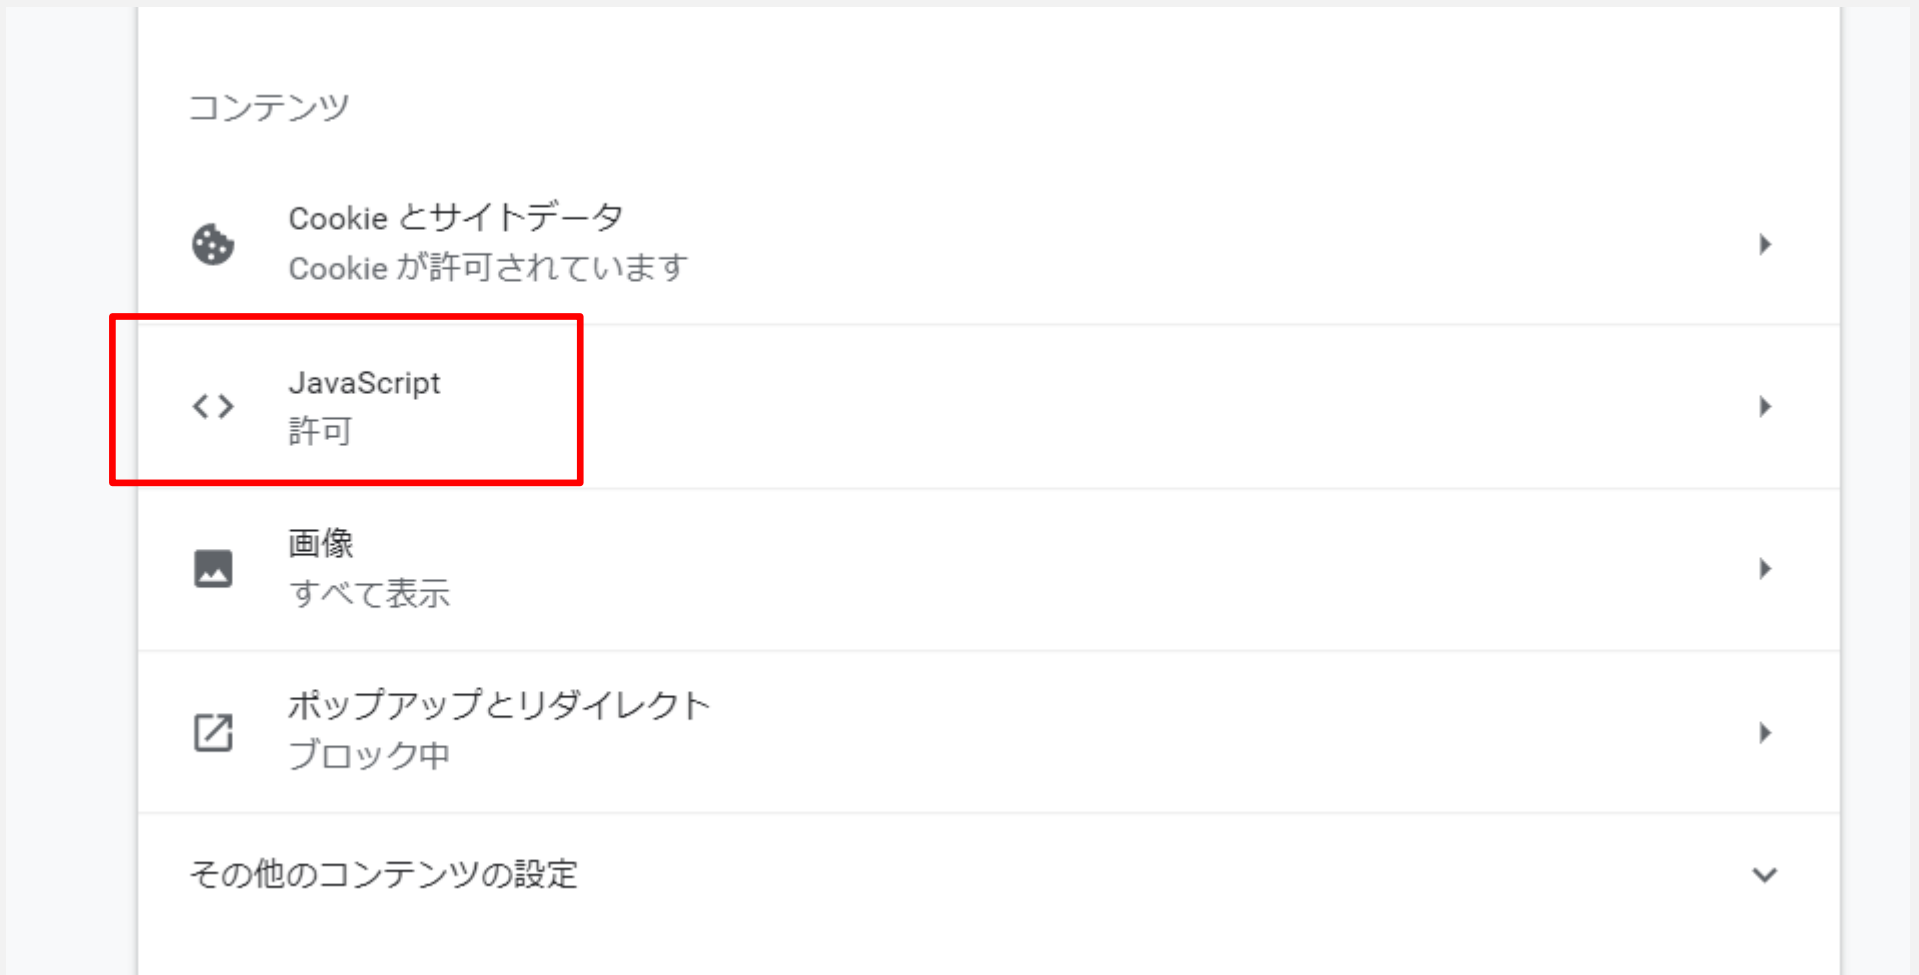 コンテンツ
Cookie とサイトデータ
Cookie が許可されています
JavaScript
許可
画像
すべて表示
ポップアップとリダイレクト
ブロック中
その他のコンテンツの設定